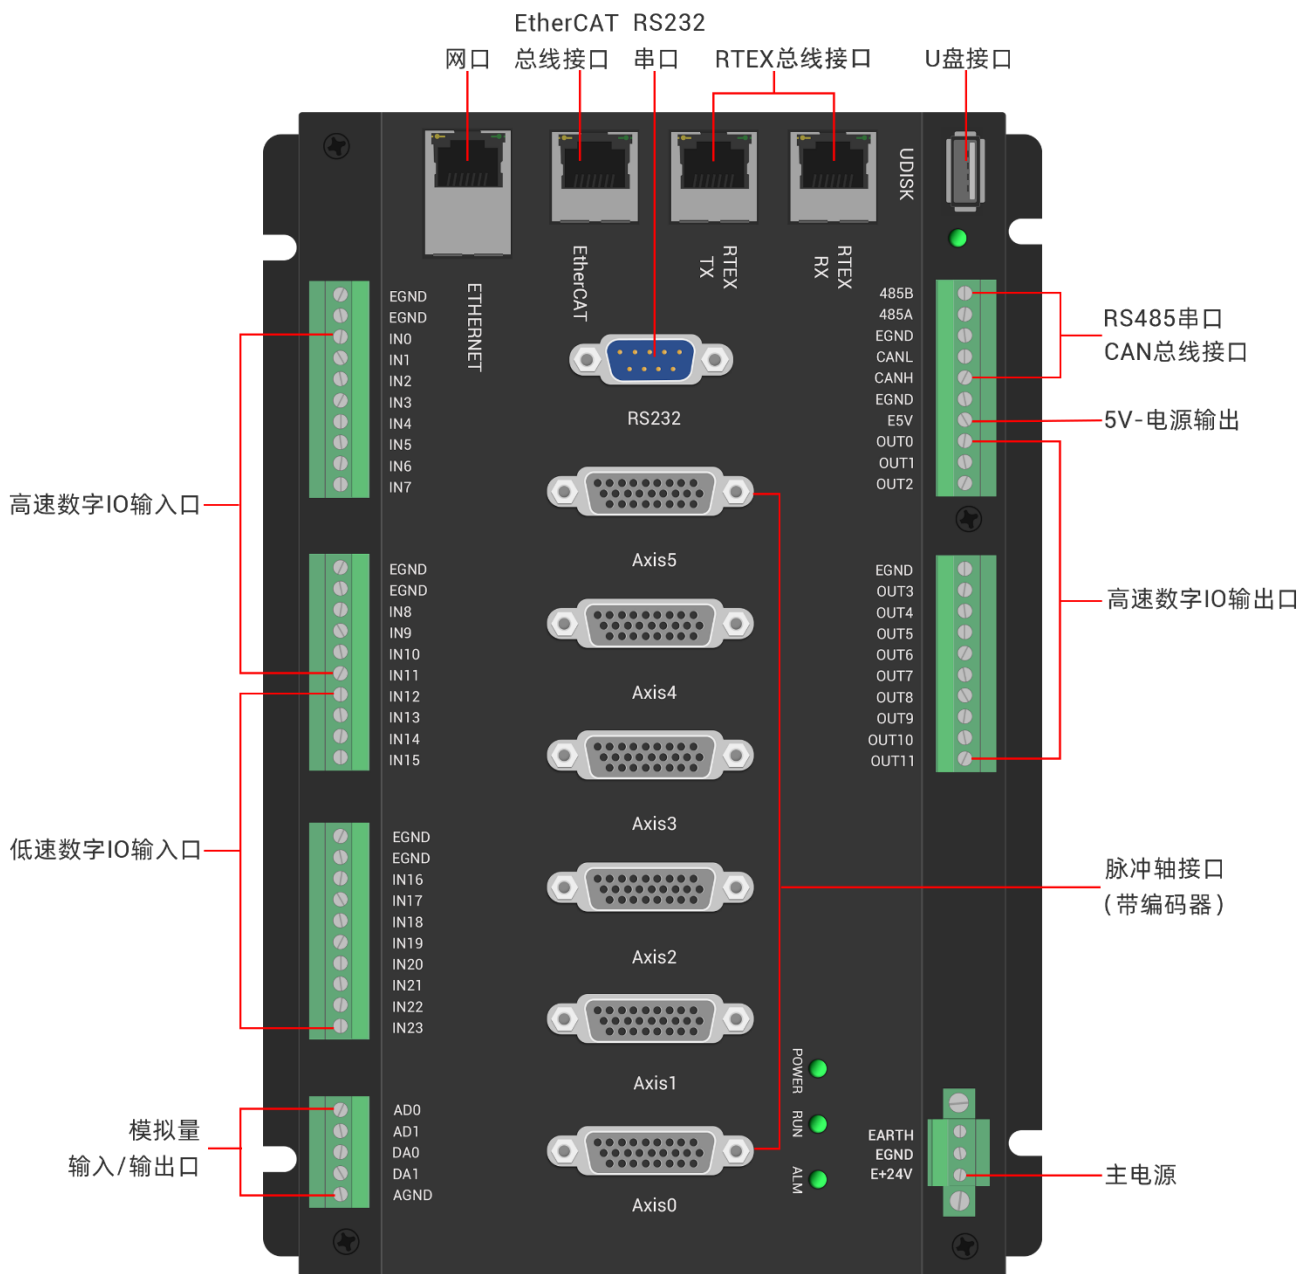 EtherCAT
总线接口
RS232
串口
网口
RTEX总线接口
U盘接口
UDISK
ETHERNET
EtherCAT
RTEX
TX
RTEX
RX
RS232
Axis5
Axis4
Axis3
Axis2
Axis1
Axis0
高速数字IO输入口
EGND
EGND
IN0
IN1
IN2
IN3
IN4
IN5
IN6
IN7
EGND
EGND
IN8
IN9
IN10
IN11
IN12
IN13
IN14
IN15
低速数字IO输入口
EGND
EGND
IN16
IN17
IN18
IN19
IN20
IN21
IN22
IN23
模拟量
输入/输出口
AD0
AD1
DA0
DA1
AGND
485B
485A
EGND
CANL
CANH
EGND
E5V
OUT0
OUT1
OUT2
RS485串口
CAN总线接口
5V-电源输出
EGND
OUT3
OUT4
OUT5
OUT6
OUT7
OUT8
OUT9
OUT10
OUT11
高速数字IO输出口
脉冲轴接口
(带编码器)
POWER
RUN
ALM
EARTH
EGND
E+24V
主电源